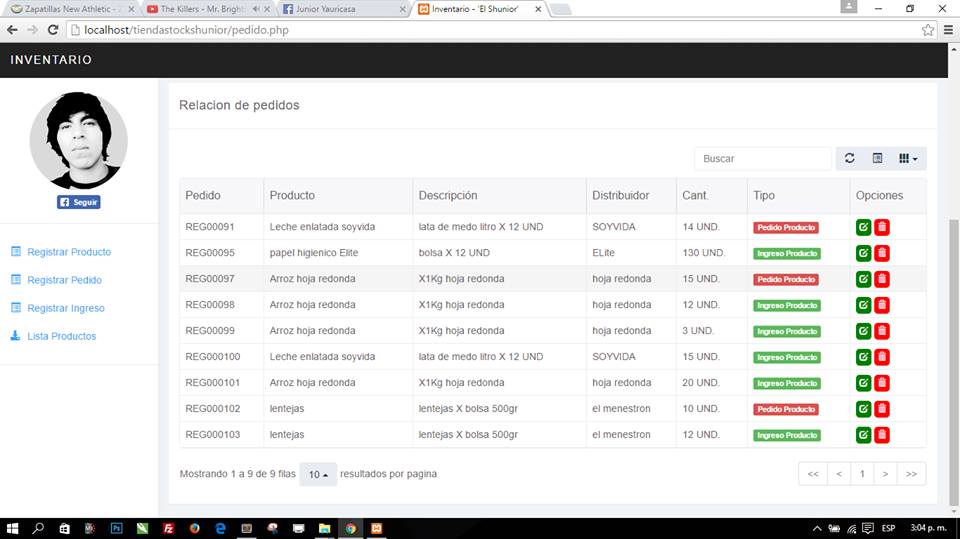 Zapatillas New Athletic - Z
The Killers - Mr. Brights
Junior Yauricasa
Inventario - 'El Shunior'
localhost/tiendastockshunior/pedido.php
INVENTARIO
Seguir
Registrar Producto
Registrar Pedido
Registrar Ingreso
Lista Productos
Relacion de pedidos
Buscar
Pedido Producto Descripción Distribuidor Cant. Tipo Opciones
REG00091 Leche enlatada soyvida lata de medo litro X 12 UND SOYVIDA 14 UND. Pedido Producto
REG00095 papel higienico Elite bolsa X 12 UND ELite 130 UND. Ingreso Producto
REG00097 Arroz hoja redonda X1Kg hoja redonda hoja redonda 15 UND. Pedido Producto
REG00098 Arroz hoja redonda X1Kg hoja redonda hoja redonda 12 UND. Ingreso Producto
REG00099 Arroz hoja redonda X1Kg hoja redonda hoja redonda 3 UND. Ingreso Producto
REG000100 Leche enlatada soyvida lata de medo litro X 12 UND SOYVIDA 15 UND. Ingreso Producto
REG000101 Arroz hoja redonda X1Kg hoja redonda hoja redonda 20 UND. Ingreso Producto
REG000102 lentejas lentejas X bolsa 500gr el menestron 10 UND. Pedido Producto
REG000103 lentejas lentejas X bolsa 500gr el menestron 12 UND. Ingreso Producto
Mostrando 1 a 9 de 9 filas 10 resultados por pagina
<< < 1 > >>
ESP 3:04 p. m.